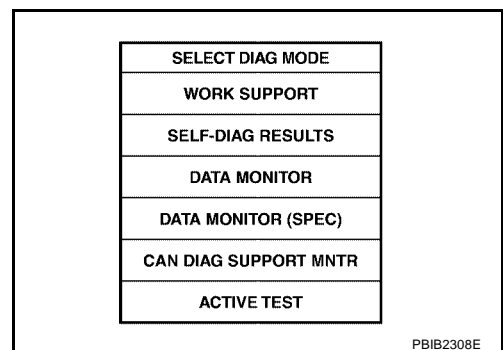 SELECT DIAG MODE
WORK SUPPORT
SELF-DIAG RESULTS
DATA MONITOR
DATA MONITOR (SPEC)
CAN DIAG SUPPORT MNTR
ACTIVE TEST
PBIB2308E